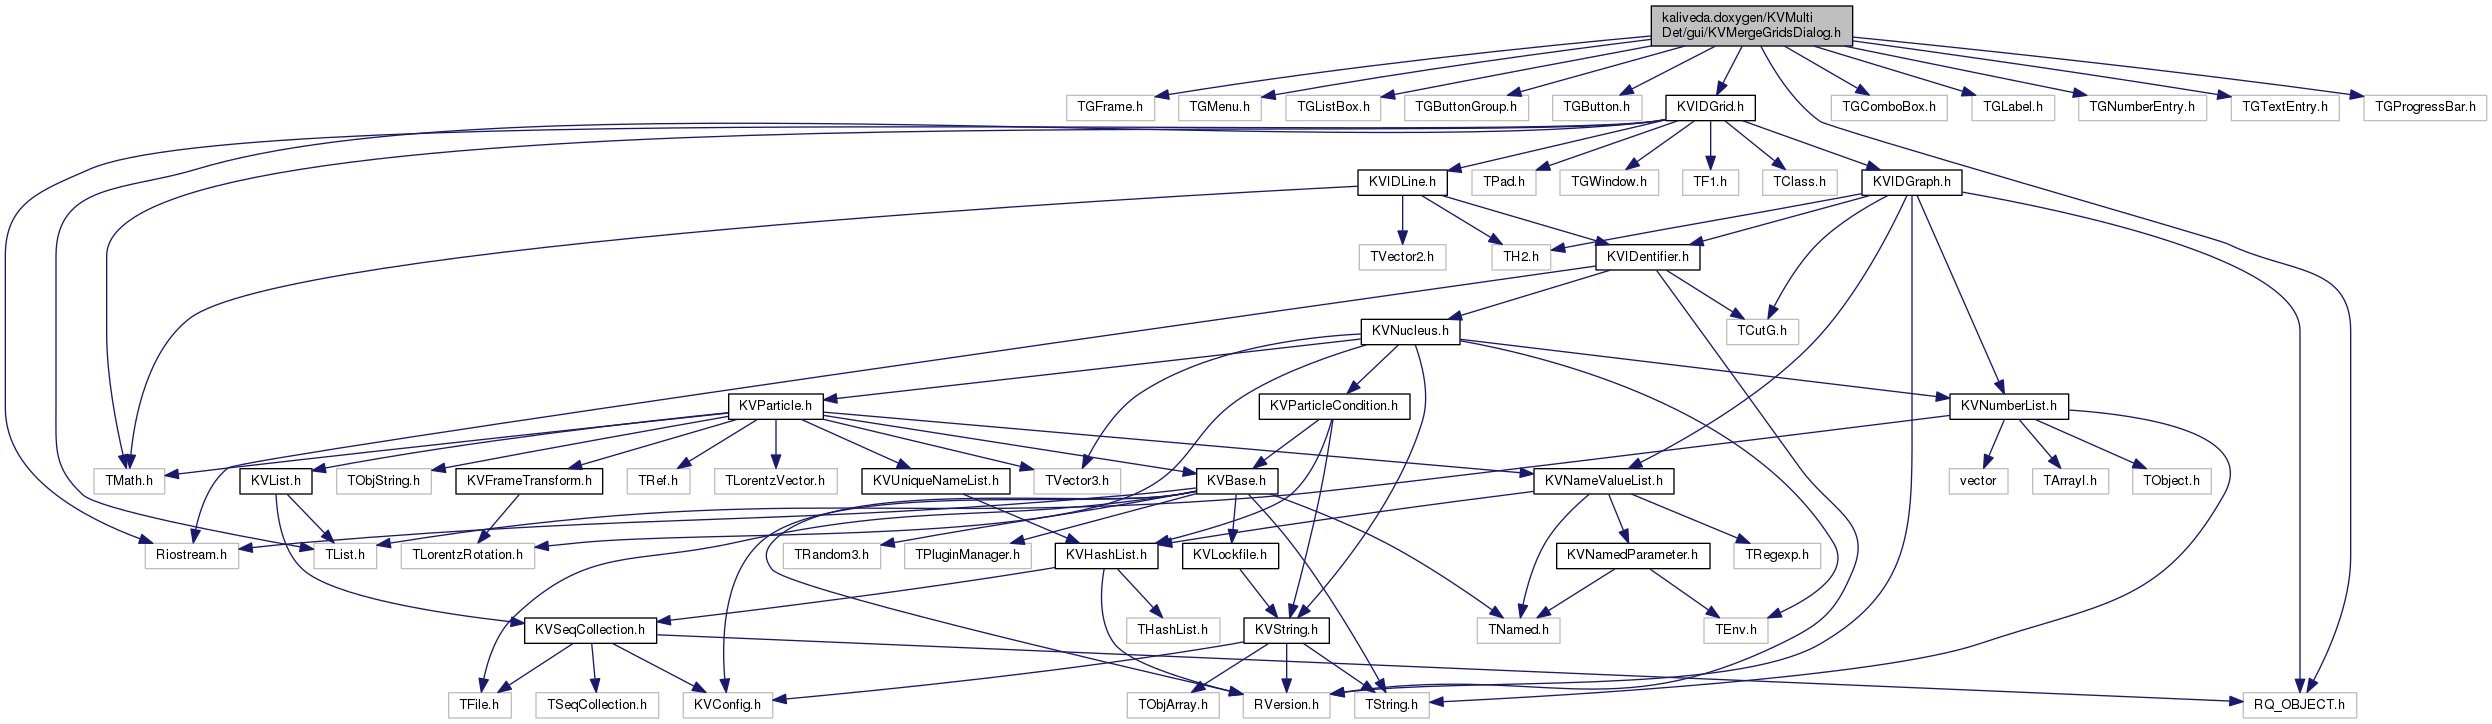 kaliveda.doxygen/KVMulti
Det/gui/KVMergeGridsDialog.h
TGFrame.h
TGMenu.h
TGListBox.h
TGButtonGroup.h
TGButton.h
KVIDGrid.h
TGComboBox.h
TGLabel.h
TGNumberEntry.h
TGTextEntry.h
TGProgressBar.h
KVIDLine.h
TPad.h
TGWindow.h
TF1.h
TClass.h
KVIDGraph.h
TVector2.h
TH2.h
KVIDentifier.h
KVNucleus.h
TCutG.h
KVParticle.h
KVParticleCondition.h
KVNumberList.h
TMath.h
KVList.h
TObjString.h
KVFrameTransform.h
TRef.h
TLorentzVector.h
KVUniqueNameList.h
TVector3.h
KVBase.h
KVNameValueList.h
vector
TArrayI.h
TObject.h
Riostream.h
TList.h
TLorentzRotation.h
TRandom3.h
TPluginManager.h
KVHashList.h
KVLockfile.h
KVNamedParameter.h
TRegexp.h
KVSeqCollection.h
THashList.h
KVString.h
TNamed.h
TEnv.h
TFile.h
TSeqCollection.h
KVConfig.h
TObjArray.h
RVersion.h
TString.h
RQ_OBJECT.h